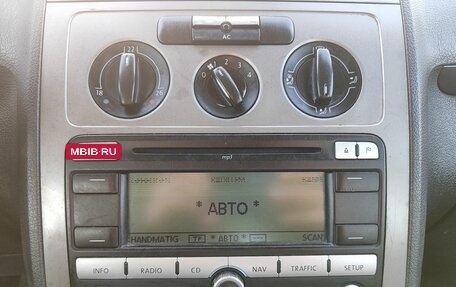 AC
22
18 26
0 2 3 4
MBIB.RU
mp3
* АВТО *
HANDMATIG TP * АВТО * SCAN
INFO RADIO CD NAV TRAFFIC SETUP